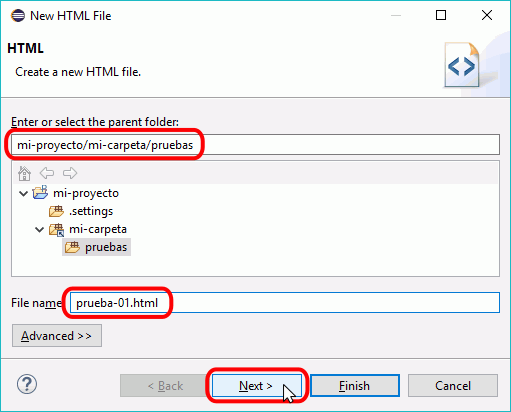 New HTML File
HTML
Create a new HTML file.
Enter or select the parent folder:
mi-proyecto/mi-carpeta/pruebas
mi-proyecto
.settings
mi-carpeta
pruebas
File name: prueba-01.html
Advanced >>
? < Back Next > Finish Cancel